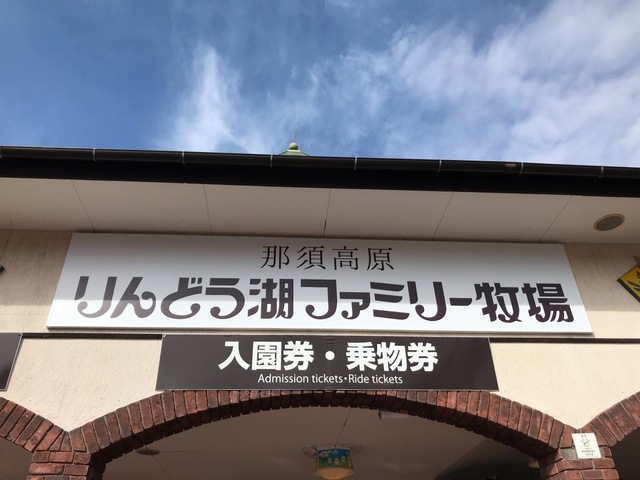 那須高原
りんどう湖ファミリー牧場
入園券・乗物券
Admission tickets・Ride tickets